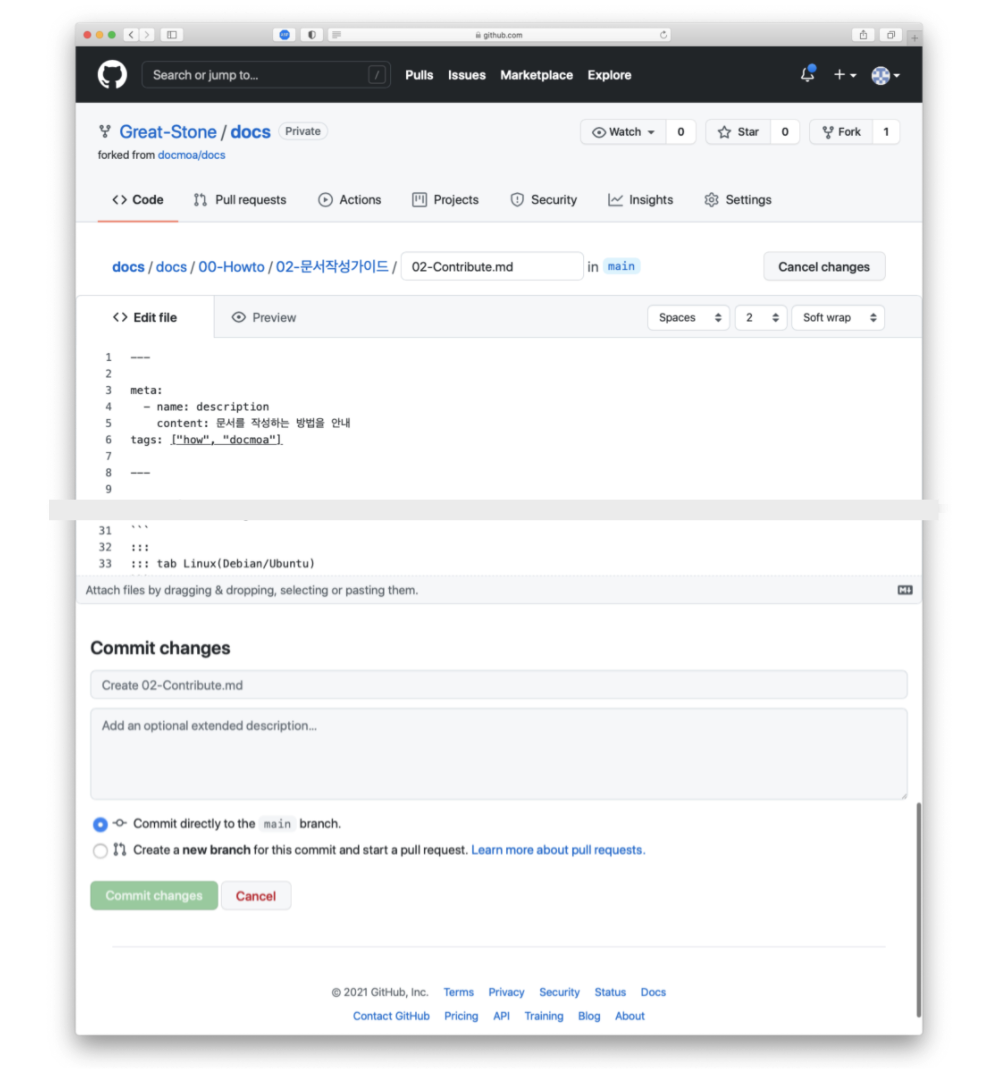 github.com
Search or jump to... / Pulls Issues Marketplace Explore
Great-Stone / docs Private Watch 0 Star 0 Fork 1
forked from docmoa/docs
Code Pull requests Actions Projects Security Insights Settings
docs / docs / 00-Howto / 02-문서작성가이드 / 02-Contribute.md in main Cancel changes
Edit file Preview Spaces 2 Soft wrap
1 ---
2
3 meta:
4 - name: description
5 content: 문서를 작성하는 방법을 안내
6 tags: ["how", "docmoa"]
7
8 ---
9
31 ```
32 :::
33 ::: tab Linux(Debian/Ubuntu)
Attach files by dragging & dropping, selecting or pasting them.
Commit changes
Create 02-Contribute.md
Add an optional extended description...
Commit directly to the main branch.
Create a new branch for this commit and start a pull request. Learn more about pull requests.
Commit changes Cancel
© 2021 GitHub, Inc. Terms Privacy Security Status Docs
Contact GitHub Pricing API Training Blog About